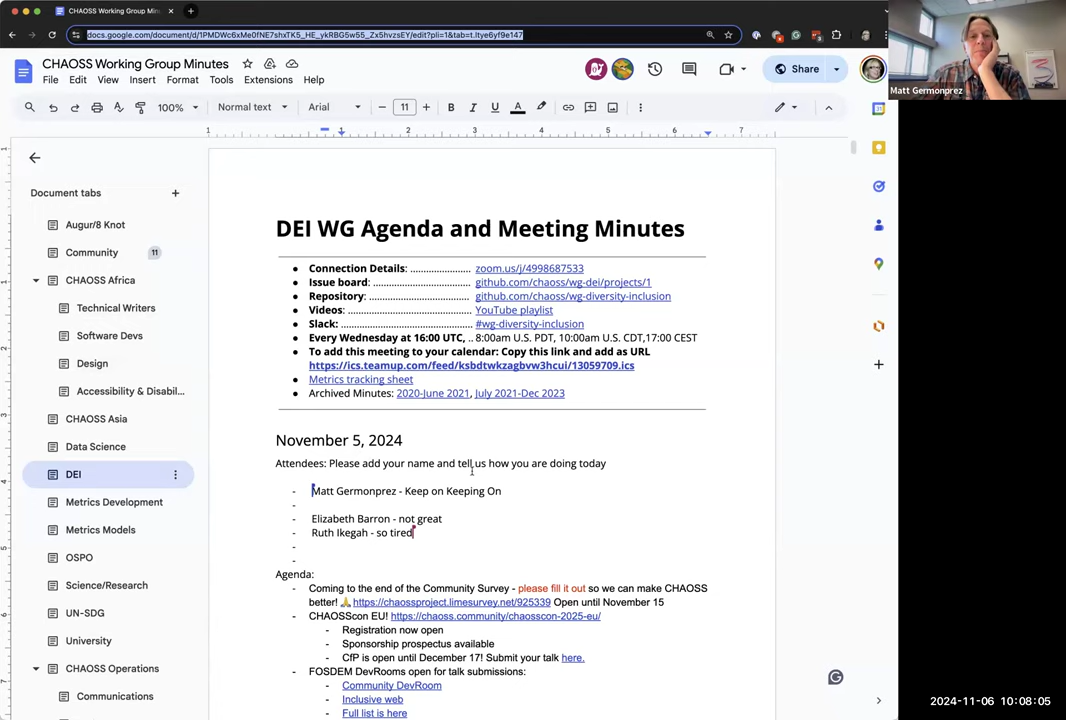 CHAOSS Working Group Minu
docs.google.com/document/d/1PMDWc6xMe0fNE7shxTK5_HE_ykRBG5w55_Zx5hvzsEY/edit?pli=1&tab=t.ltye6yf9e147
CHAOSS Working Group Minutes
File Edit View Insert Format Tools Extensions Help
Share
Matt Germonprez
100% Normal text Arial 11 B I U A
1 1 2 3 4 5 6 7
Document tabs
Augur/8 Knot
Community 11
CHAOSS Africa
Technical Writers
Software Devs
Design
Accessibility & Disabil...
CHAOSS Asia
Data Science
DEI
Metrics Development
Metrics Models
OSPO
Science/Research
UN-SDG
University
CHAOSS Operations
Communications
DEI WG Agenda and Meeting Minutes
Connection Details: ...................... zoom.us/j/4998687533
Issue board: ................................... github.com/chaoss/wg-dei/projects/1
Repository: .................................... github.com/chaoss/wg-diversity-inclusion
Videos: ........................................... YouTube playlist
Slack: .............................................. #wg-diversity-inclusion
Every Wednesday at 16:00 UTC, .. 8:00am U.S. PDT, 10:00am U.S. CDT,17:00 CEST
To add this meeting to your calendar: Copy this link and add as URL
https://ics.teamup.com/feed/ksbdtwkzagbvw3hcui/13059709.ics
Metrics tracking sheet
Archived Minutes: 2020-June 2021, July 2021-Dec 2023
November 5, 2024
Attendees: Please add your name and tell us how you are doing today
- Matt Germonprez - Keep on Keeping On
-
- Elizabeth Barron - not great
- Ruth Ikegah - so tired
-
-
Agenda:
- Coming to the end of the Community Survey - please fill it out so we can make CHAOSS
better! 🙏 https://chaossproject.limesurvey.net/925339 Open until November 15
- CHAOSScon EU! https://chaoss.community/chaosscon-2025-eu/
- Registration now open
- Sponsorship prospectus available
- CfP is open until December 17! Submit your talk here.
- FOSDEM DevRooms open for talk submissions:
- Community DevRoom
- Inclusive web
- Full list is here
2024-11-06 10:08:05